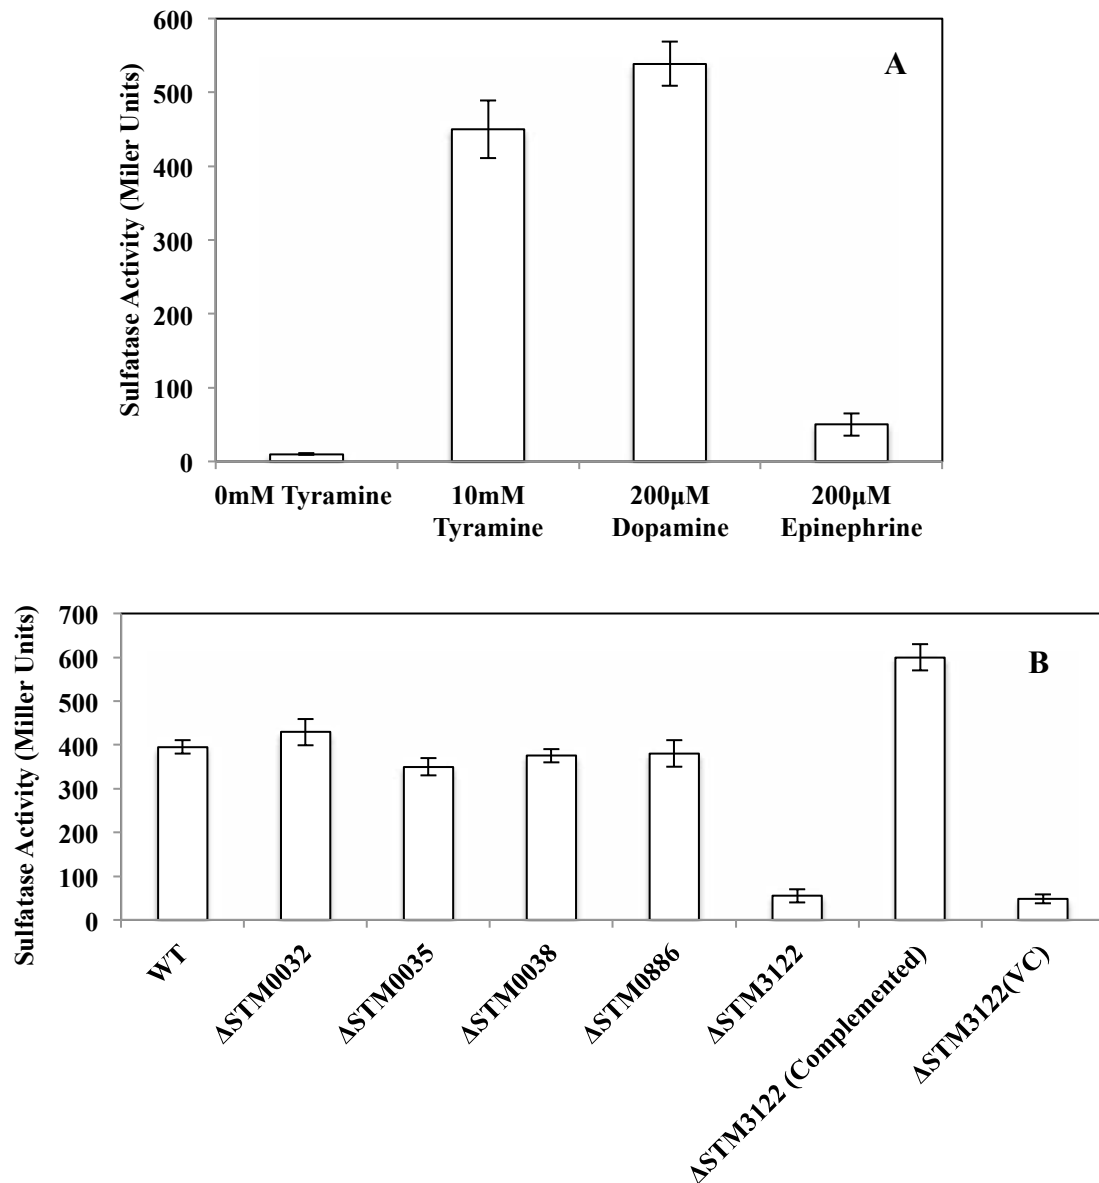 600
500
400
300
200
100
0
Sulfatase Activity (Miler Units)
A
0mM Tyramine
10mM
Tyramine
200μM
Dopamine
200μM
Epinephrine
700
600
500
400
300
200
100
0
Sulfatase Activity (Miller Units)
B
WT
ΔSTM0032
ΔSTM0035
ΔSTM0038
ΔSTM0886
ΔSTM3122
ΔSTM3122 (Complemented)
ΔSTM3122(VC)